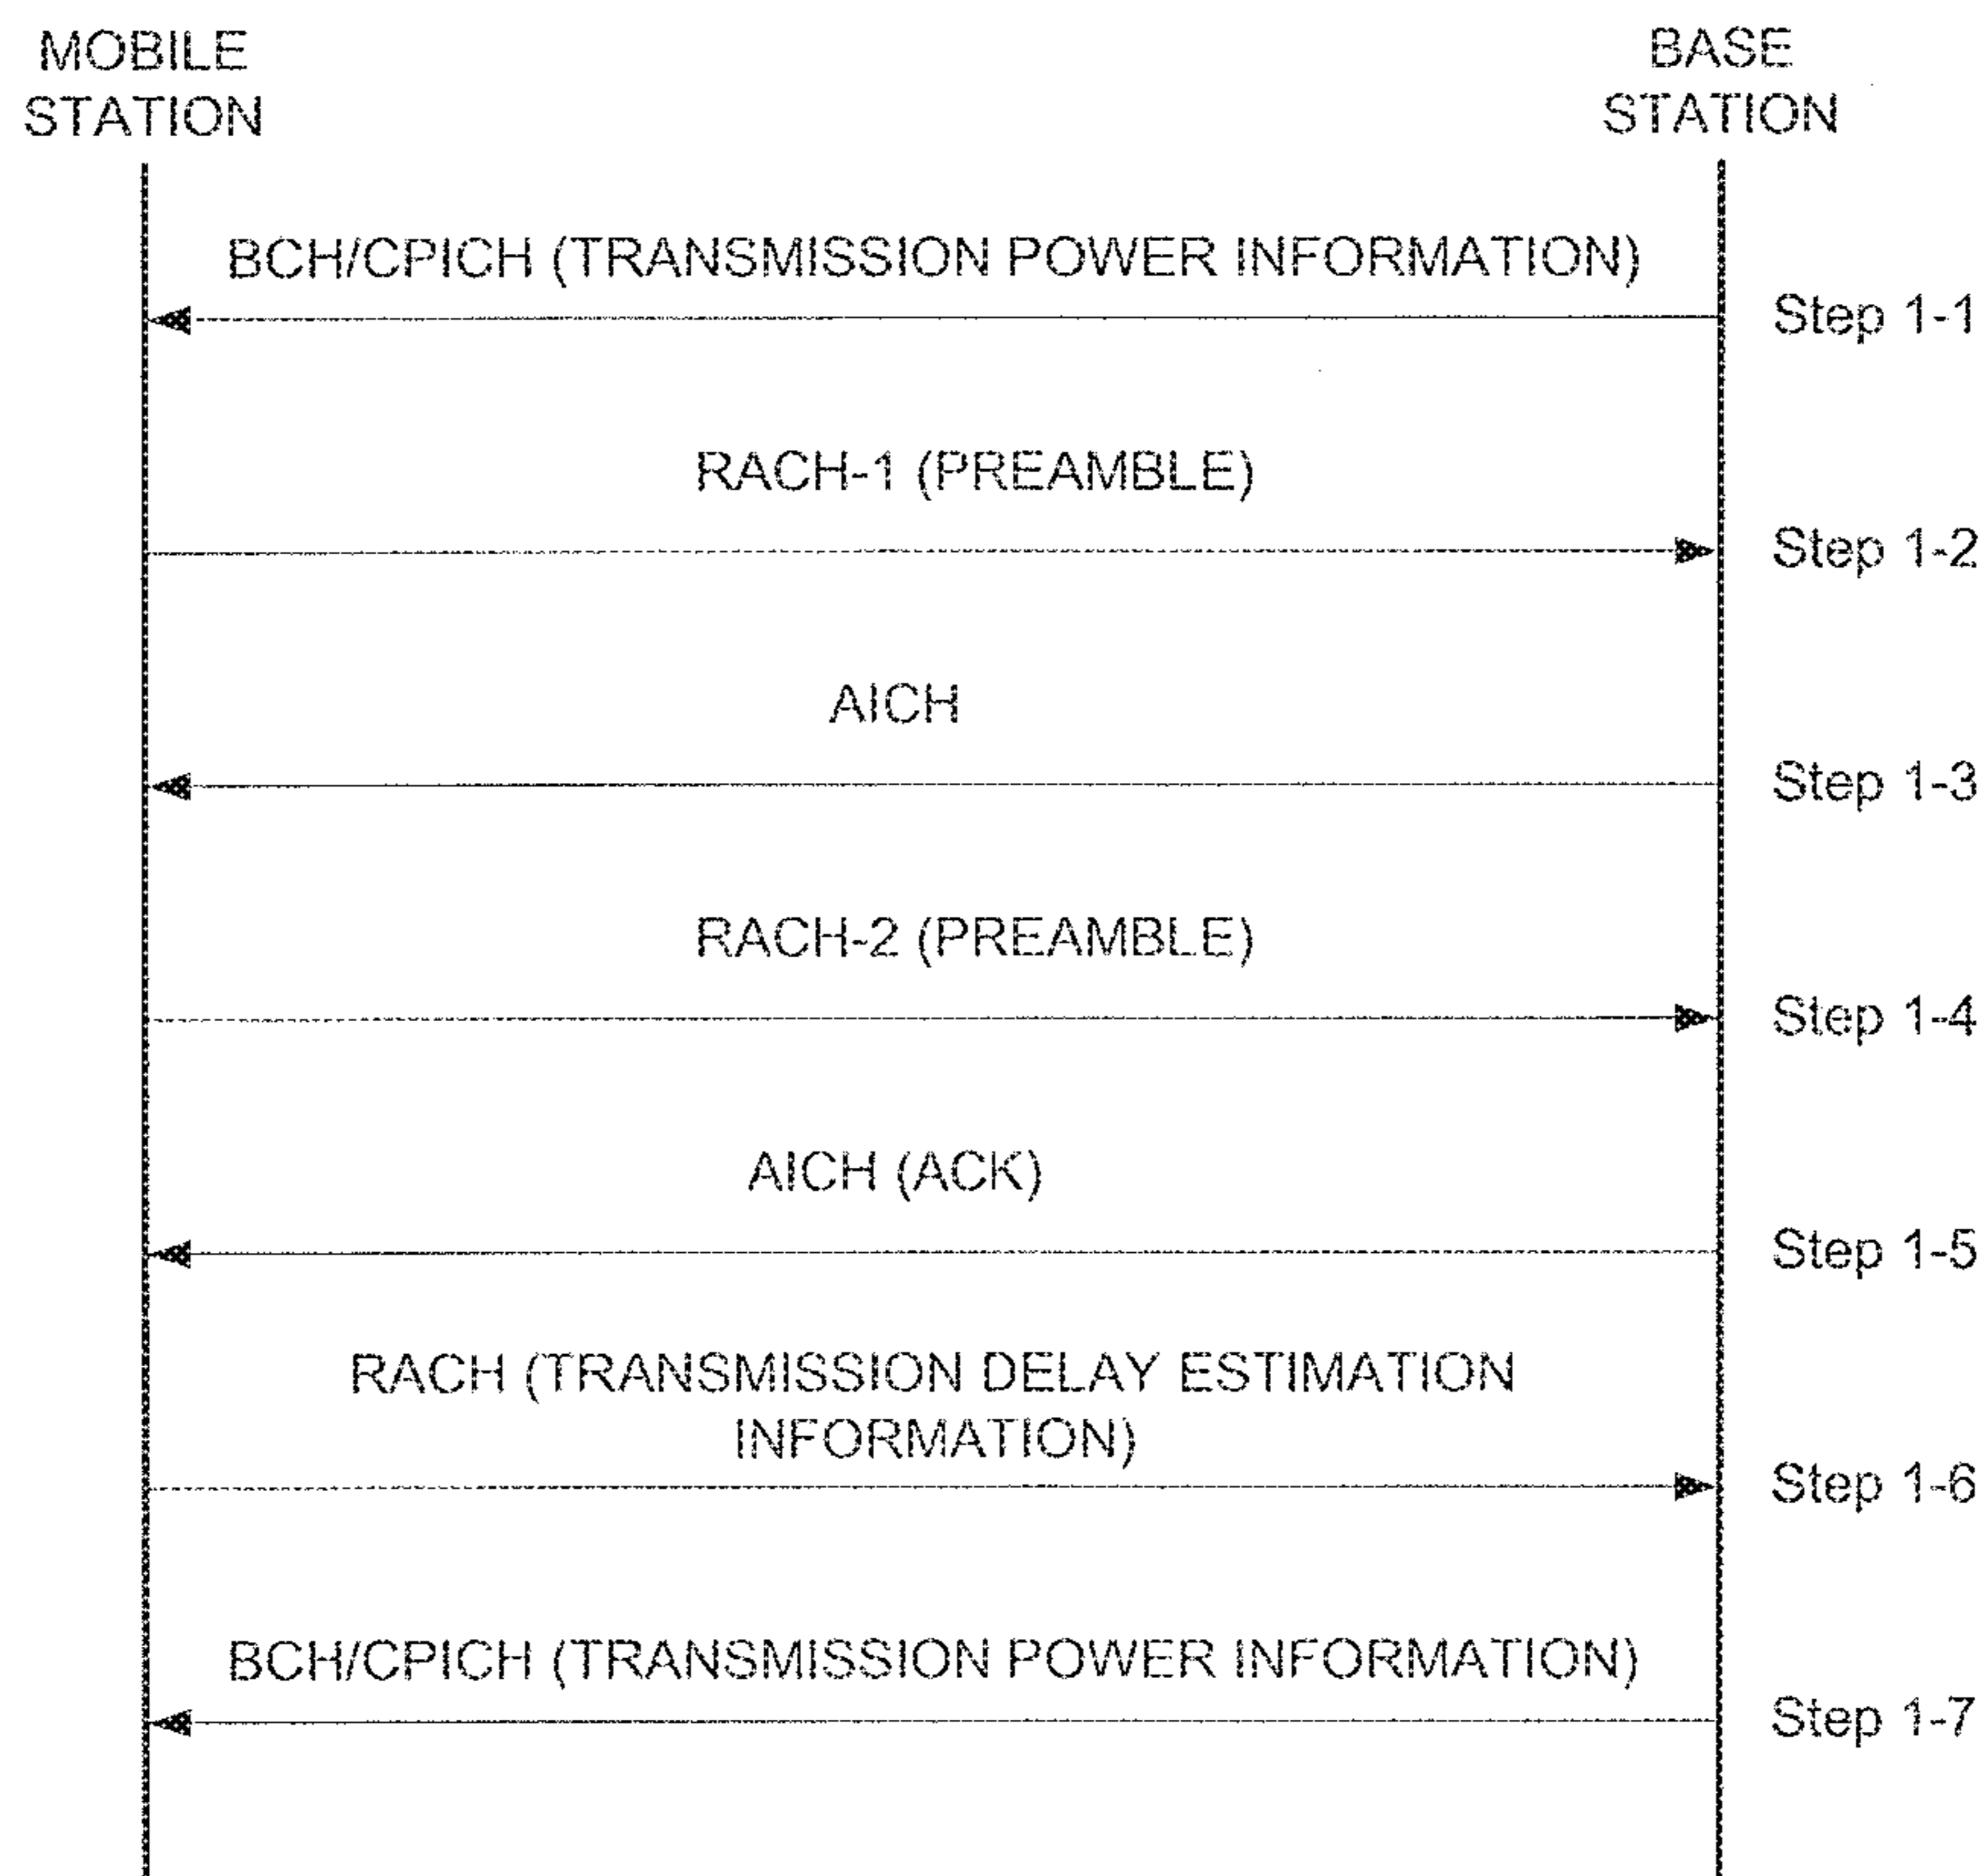 MOBILE
STATION
BASE
STATION
BCH/CPICH (TRANSMISSION POWER INFORMATION)
Step 1-1
RACH-1 (PREAMBLE)
Step 1-2
AICH
Step 1-3
RACH-2 (PREAMBLE)
Step 1-4
AICH (ACK)
Step 1-5
RACH (TRANSMISSION DELAY ESTIMATION
INFORMATION)
Step 1-6
BCH/CPICH (TRANSMISSION POWER INFORMATION)
Step 1-7